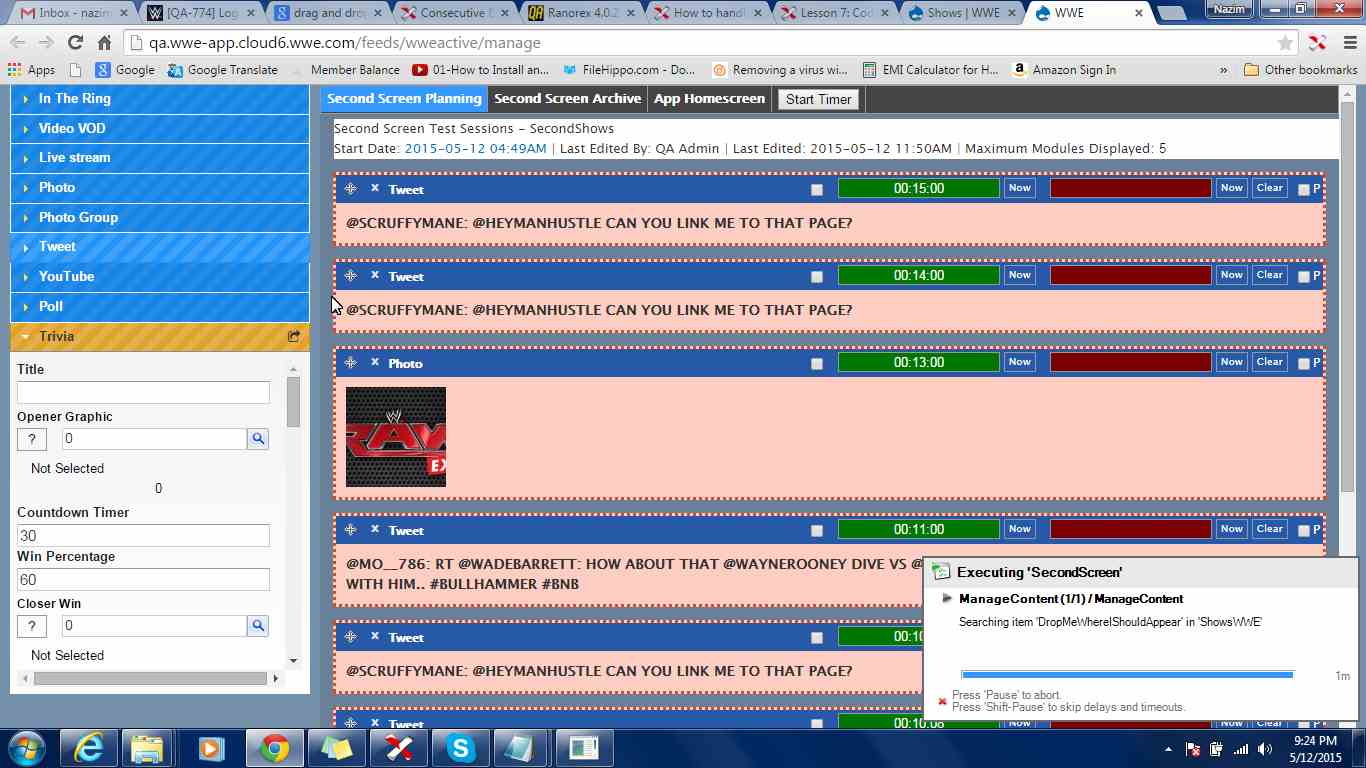 Inbox - nazim
[QA-774] Log
drag and drop
Consecutive
Ranorex 4.0.2
How to handl
Lesson 7: Cod
Shows | WWE
WWE
Nazim
qa.wwe-app.cloud6.wwe.com/feeds/wweactive/manage
Apps
Google
Google Translate
Member Balance
01-How to Install an...
FileHippo.com - Do...
Removing a virus wi...
EMI Calculator for H...
Amazon Sign In
»
Other bookmarks
In The Ring
Video VOD
Live stream
Photo
Photo Group
Tweet
YouTube
Poll
Trivia
Title
Opener Graphic
? 0
Not Selected
0
Countdown Timer
30
Win Percentage
60
Closer Win
? 0
Not Selected
Second Screen Planning Second Screen Archive App Homescreen Start Timer
Second Screen Test Sessions - SecondShows
Start Date: 2015-05-12 04:49AM | Last Edited By: QA Admin | Last Edited: 2015-05-12 11:50AM | Maximum Modules Displayed: 5
x Tweet 00:15:00 Now Now Clear P
@SCRUFFYMANE: @HEYMANHUSTLE CAN YOU LINK ME TO THAT PAGE?
x Tweet 00:14:00 Now Now Clear P
@SCRUFFYMANE: @HEYMANHUSTLE CAN YOU LINK ME TO THAT PAGE?
x Photo 00:13:00 Now Now Clear P
RAW
EX
x Tweet 00:11:00 Now Now Clear P
@MO__786: RT @WADEBARRETT: HOW ABOUT THAT @WAYNEROONEY DIVE VS @
WITH HIM.. #BULLHAMMER #BNB
x Tweet 00:10
@SCRUFFYMANE: @HEYMANHUSTLE CAN YOU LINK ME TO THAT PAGE?
x Tweet 00:10:08
Executing 'SecondScreen'
ManageContent (1/1) / ManageContent
Searching item 'DropMeWhereIShouldAppear' in 'ShowsWWE'
1m
Press 'Pause' to abort.
Press 'Shift-Pause' to skip delays and timeouts.
9:24 PM
5/12/2015